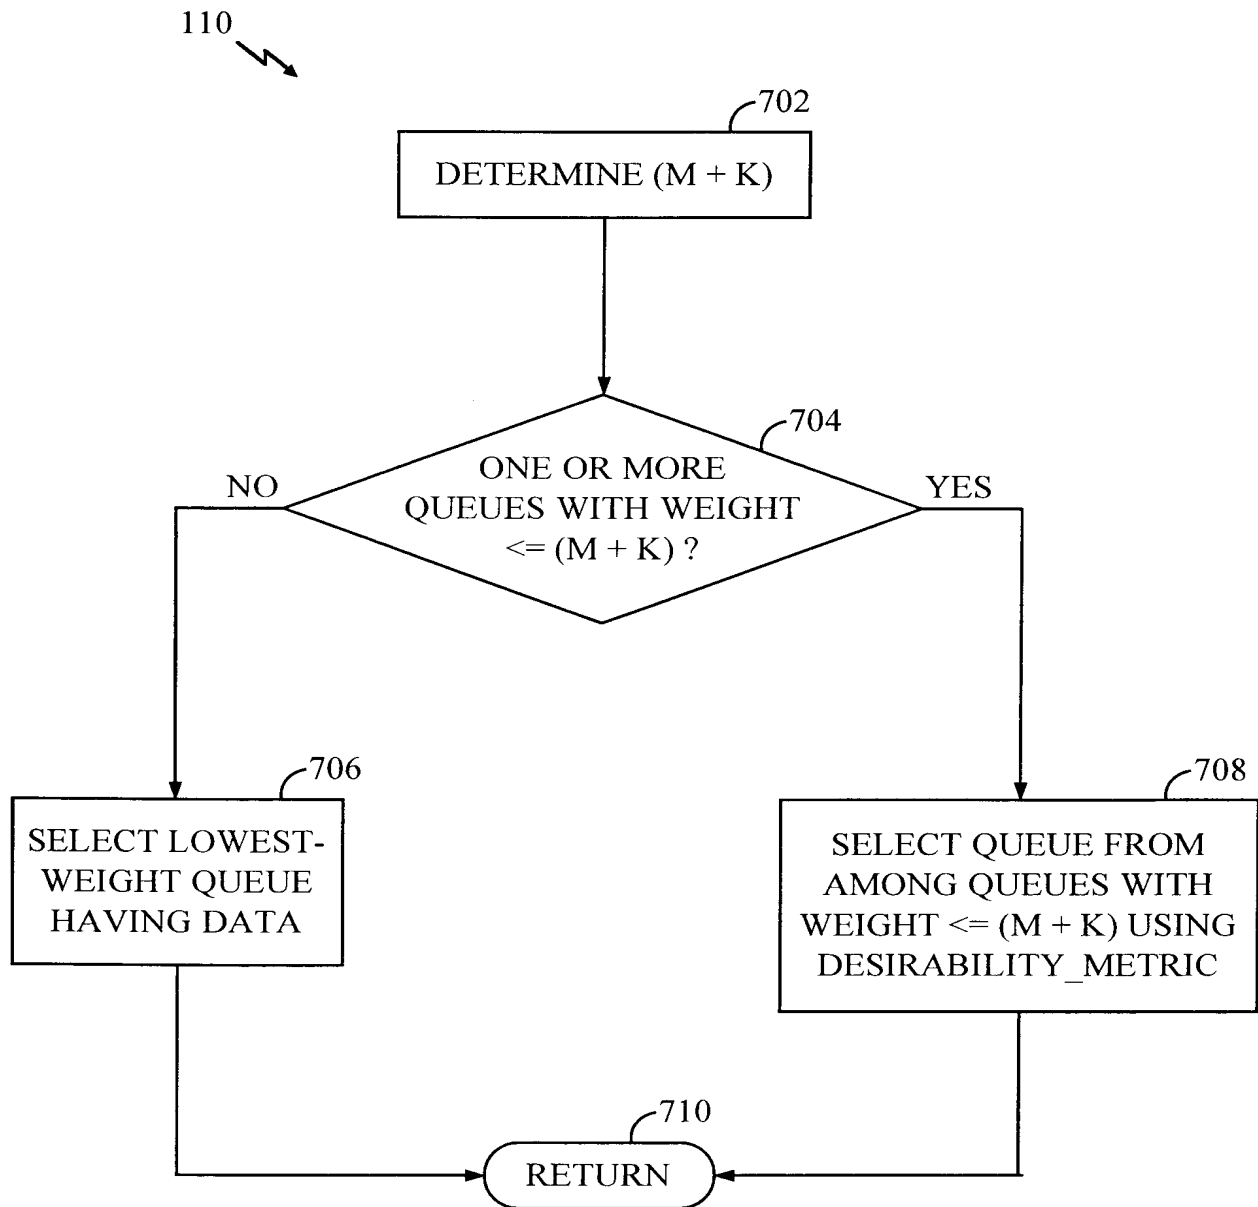 110
702
DETERMINE (M + K)
704
ONE OR MORE
QUEUES WITH WEIGHT
<= (M + K) ?
NO
YES
706
SELECT LOWEST-
WEIGHT QUEUE
HAVING DATA
708
SELECT QUEUE FROM
AMONG QUEUES WITH
WEIGHT <= (M + K) USING
DESIRABILITY_METRIC
710
RETURN